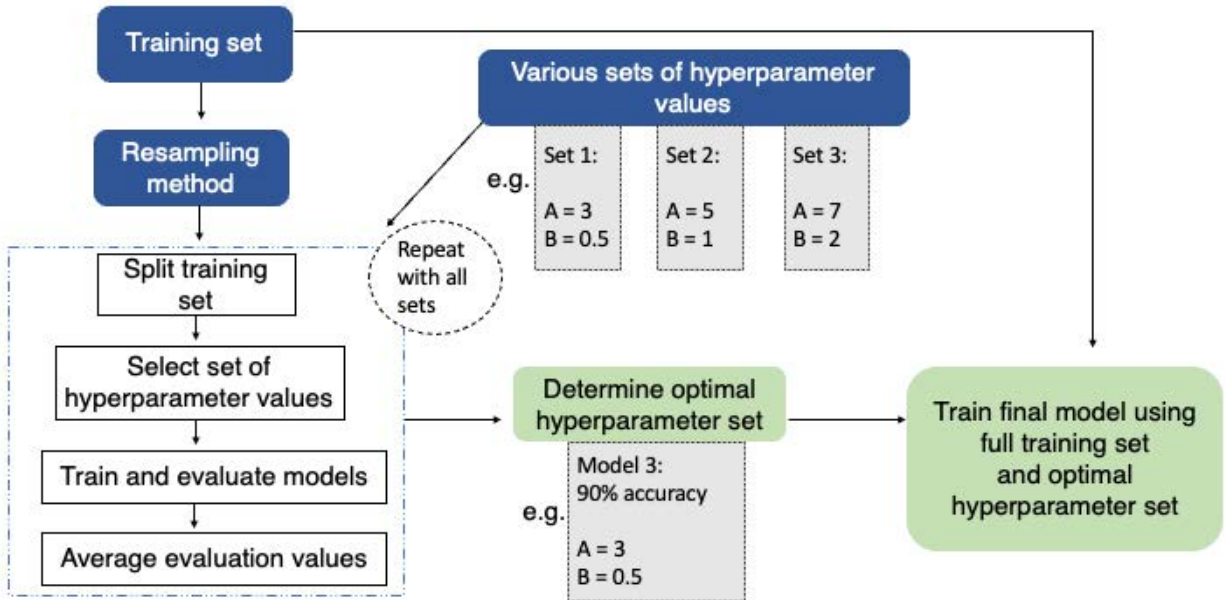 Training set
Various sets of hyperparameter
values
Resampling
method
e.g.
Set 1:
A = 3
B = 0.5
Set 2:
A = 5
B = 1
Set 3:
A = 7
B = 2
Repeat
with all
sets
Split training
set
Select set of
hyperparameter values
Train and evaluate models
Average evaluation values
Determine optimal
hyperparameter set
e.g.
Model 3:
90% accuracy
A = 3
B = 0.5
Train final model using
full training set
and optimal
hyperparameter set